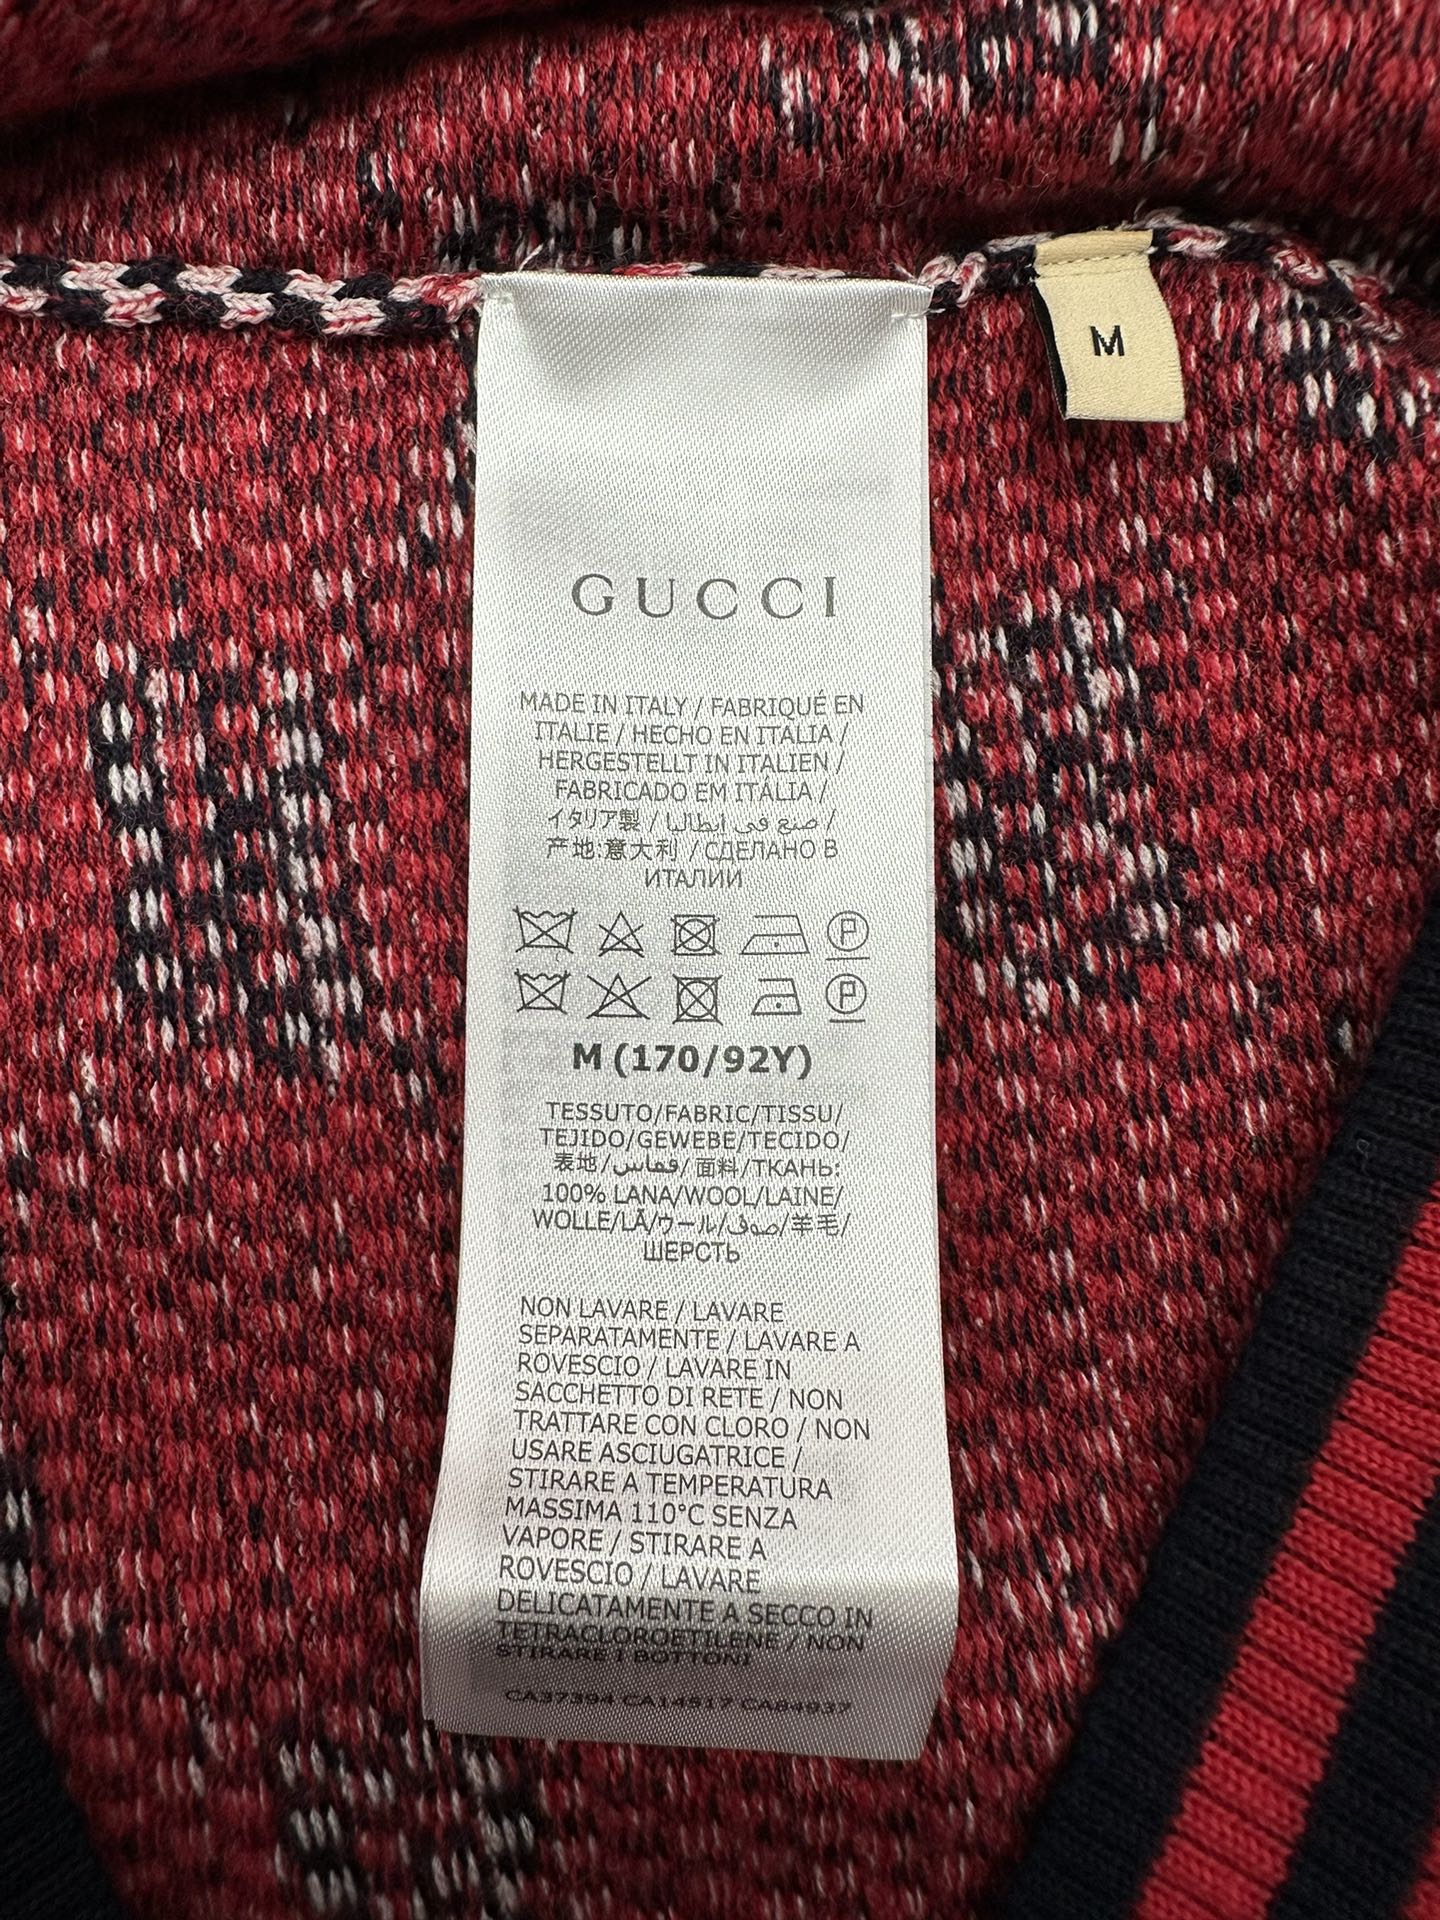 M
GUCCI
MADE IN ITALY / FABRIQUÉ EN
ITALIE / HECHO EN ITALIA /
HERGESTELLT IN ITALIEN /
FABRICADO EM ITÁLIA /
イタリア製 / صنع في ايطاليا /
产地:意大利 / СДЕЛАНО В
ИТАЛИИ
P
P
M (170/92Y)
TESSUTO/FABRIC/TISSU/
TEJIDO/GEWEBE/TECIDO/
表地/قماش/面料/ТКАНЬ:
100% LANA/WOOL/LAINE/
WOLLE/LÃ/ウール/صوف/羊毛/
ШЕРСТЬ
NON LAVARE / LAVARE
SEPARATAMENTE / LAVARE A
ROVESCIO / LAVARE IN
SACCHETTO DI RETE / NON
TRATTARE CON CLORO / NON
USARE ASCIUGATRICE /
STIRARE A TEMPERATURA
MASSIMA 110°C SENZA
VAPORE / STIRARE A
ROVESCIO / LAVARE
DELICATAMENTE A SECCO IN
TETRACLOROETILENE / NON
STIRARE I BOTTONI
CA37394 CA14917 CA84937